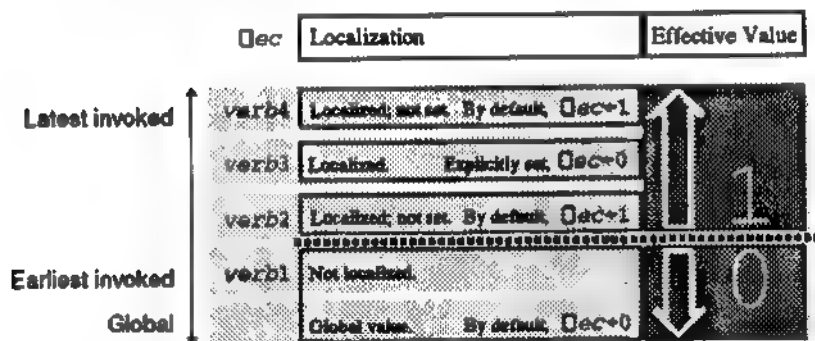 ⎕ec Localization Effective Value
Latest invoked verb4 Localized; not set. By default, ⎕ec←1
verb3 Localized. Explickly set, ⎕ec←0
verb2 Localized; not set. By default, ⎕ec←1
1
Earliest invoked verb1 Not localized. 0
Global Global value. By default, ⎕ec←0